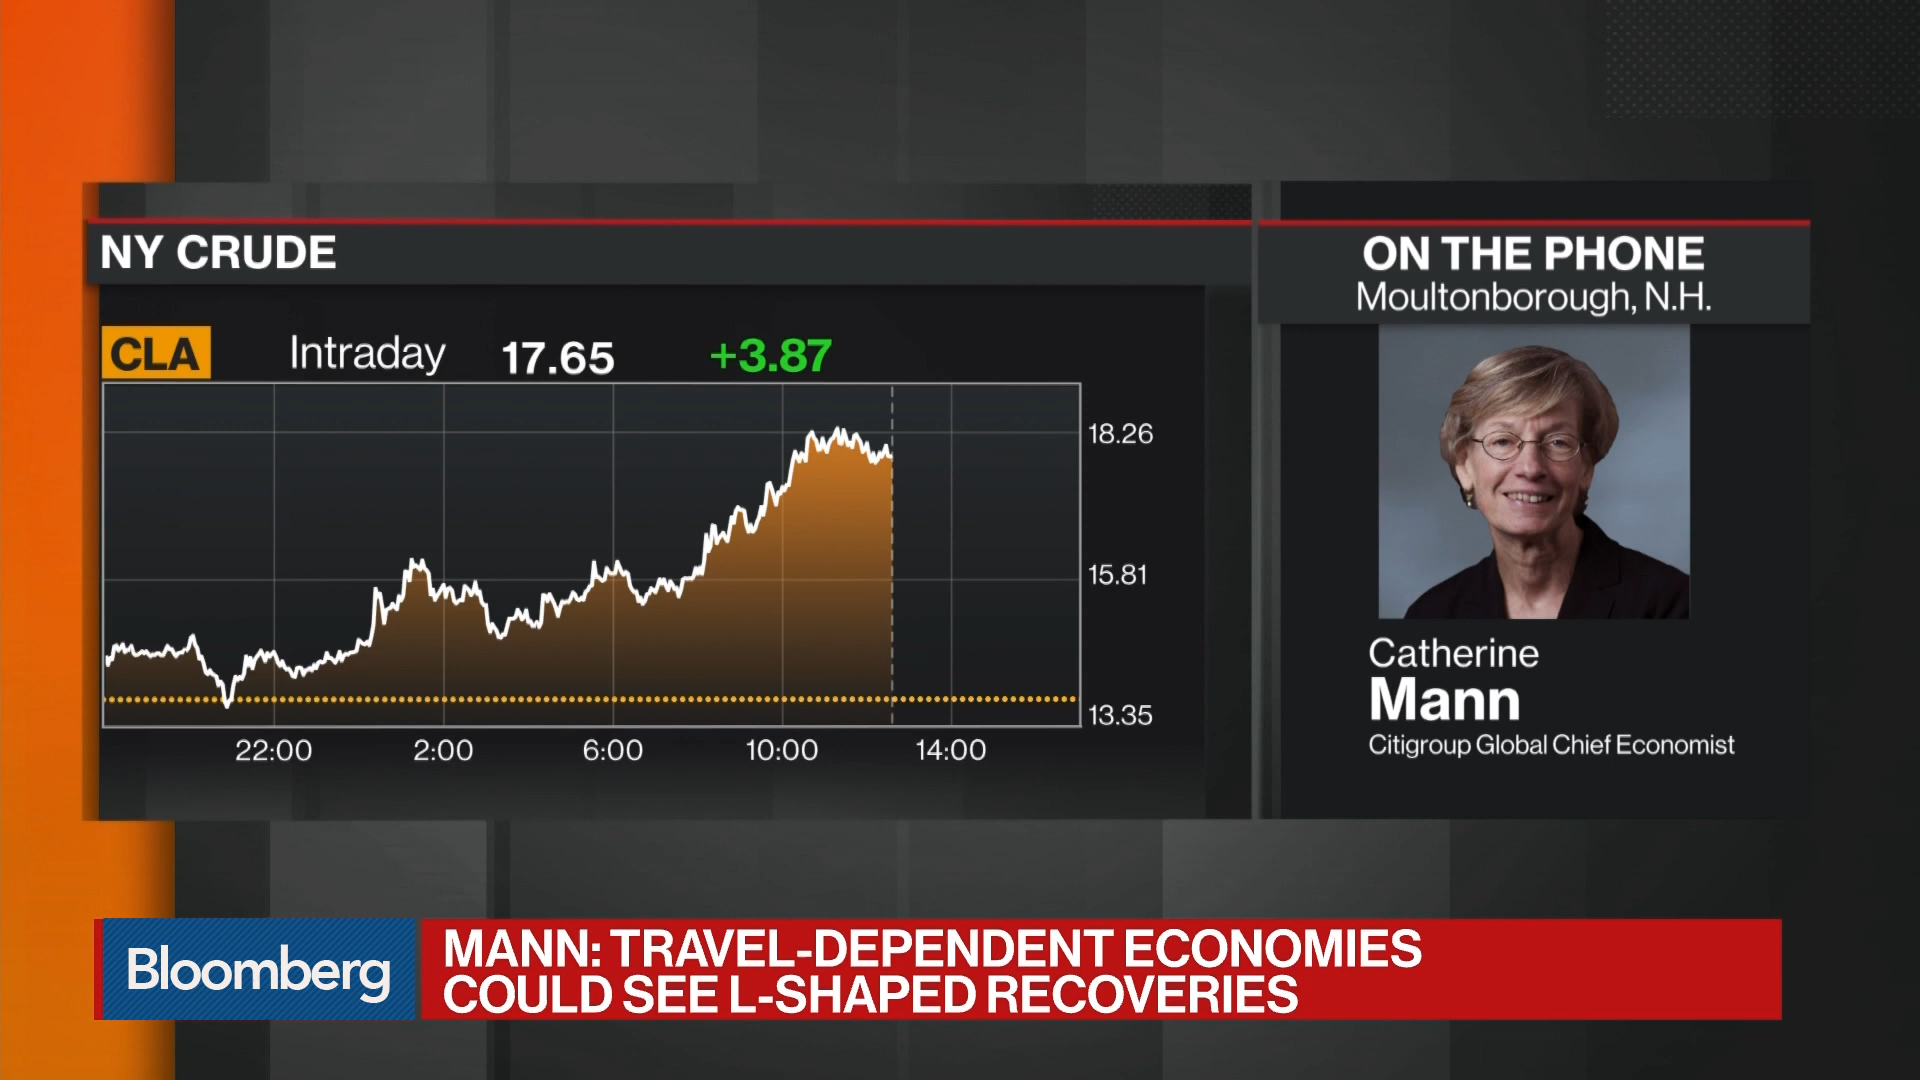 NY CRUDE
CLA Intraday 17.65 +3.87
18.26
15.81
13.35
22:00 2:00 6:00 10:00 14:00
ON THE PHONE
Moultonborough, N.H.
Catherine
Mann
Citigroup Global Chief Economist
Bloomberg
MANN: TRAVEL-DEPENDENT ECONOMIES
COULD SEE L-SHAPED RECOVERIES